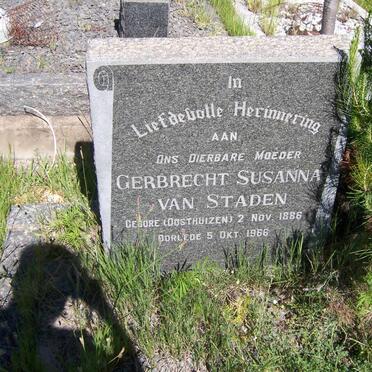 In
Liefdevolle Herinnering
AAN
ONS DIERBARE MOEDER
GERBRECHT SUSANNA
VAN STADEN
GEBORE (OOSTHUIZEN) 2 NOV. 1886
OORLEDE 5 OKT. 1966